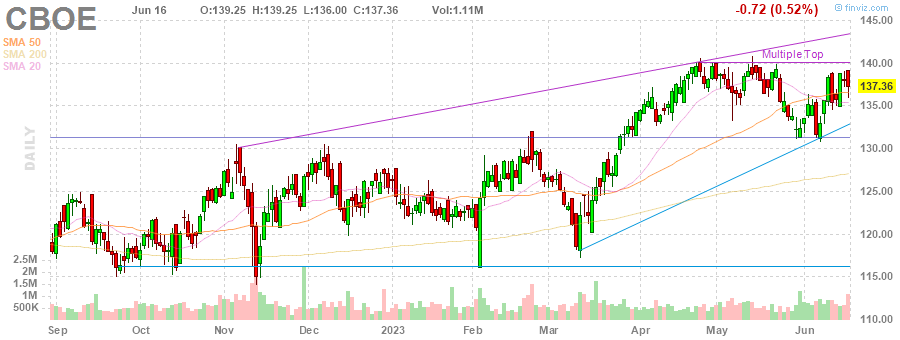 CBOE
Jun 16 O:139.25 H:139.25 L:136.00 C:137.36 Vol:1.11M -0.72 (0.52%)
© finviz.com
SMA 50
SMA 200
SMA 20
DAILY
Multiple Top
145.00
140.00
137.36
135.00
130.00
125.00
120.00
115.00
110.00
2.5M
2M
1.5M
1M
500K
Sep Oct Nov Dec 2023 Feb Mar Apr May Jun